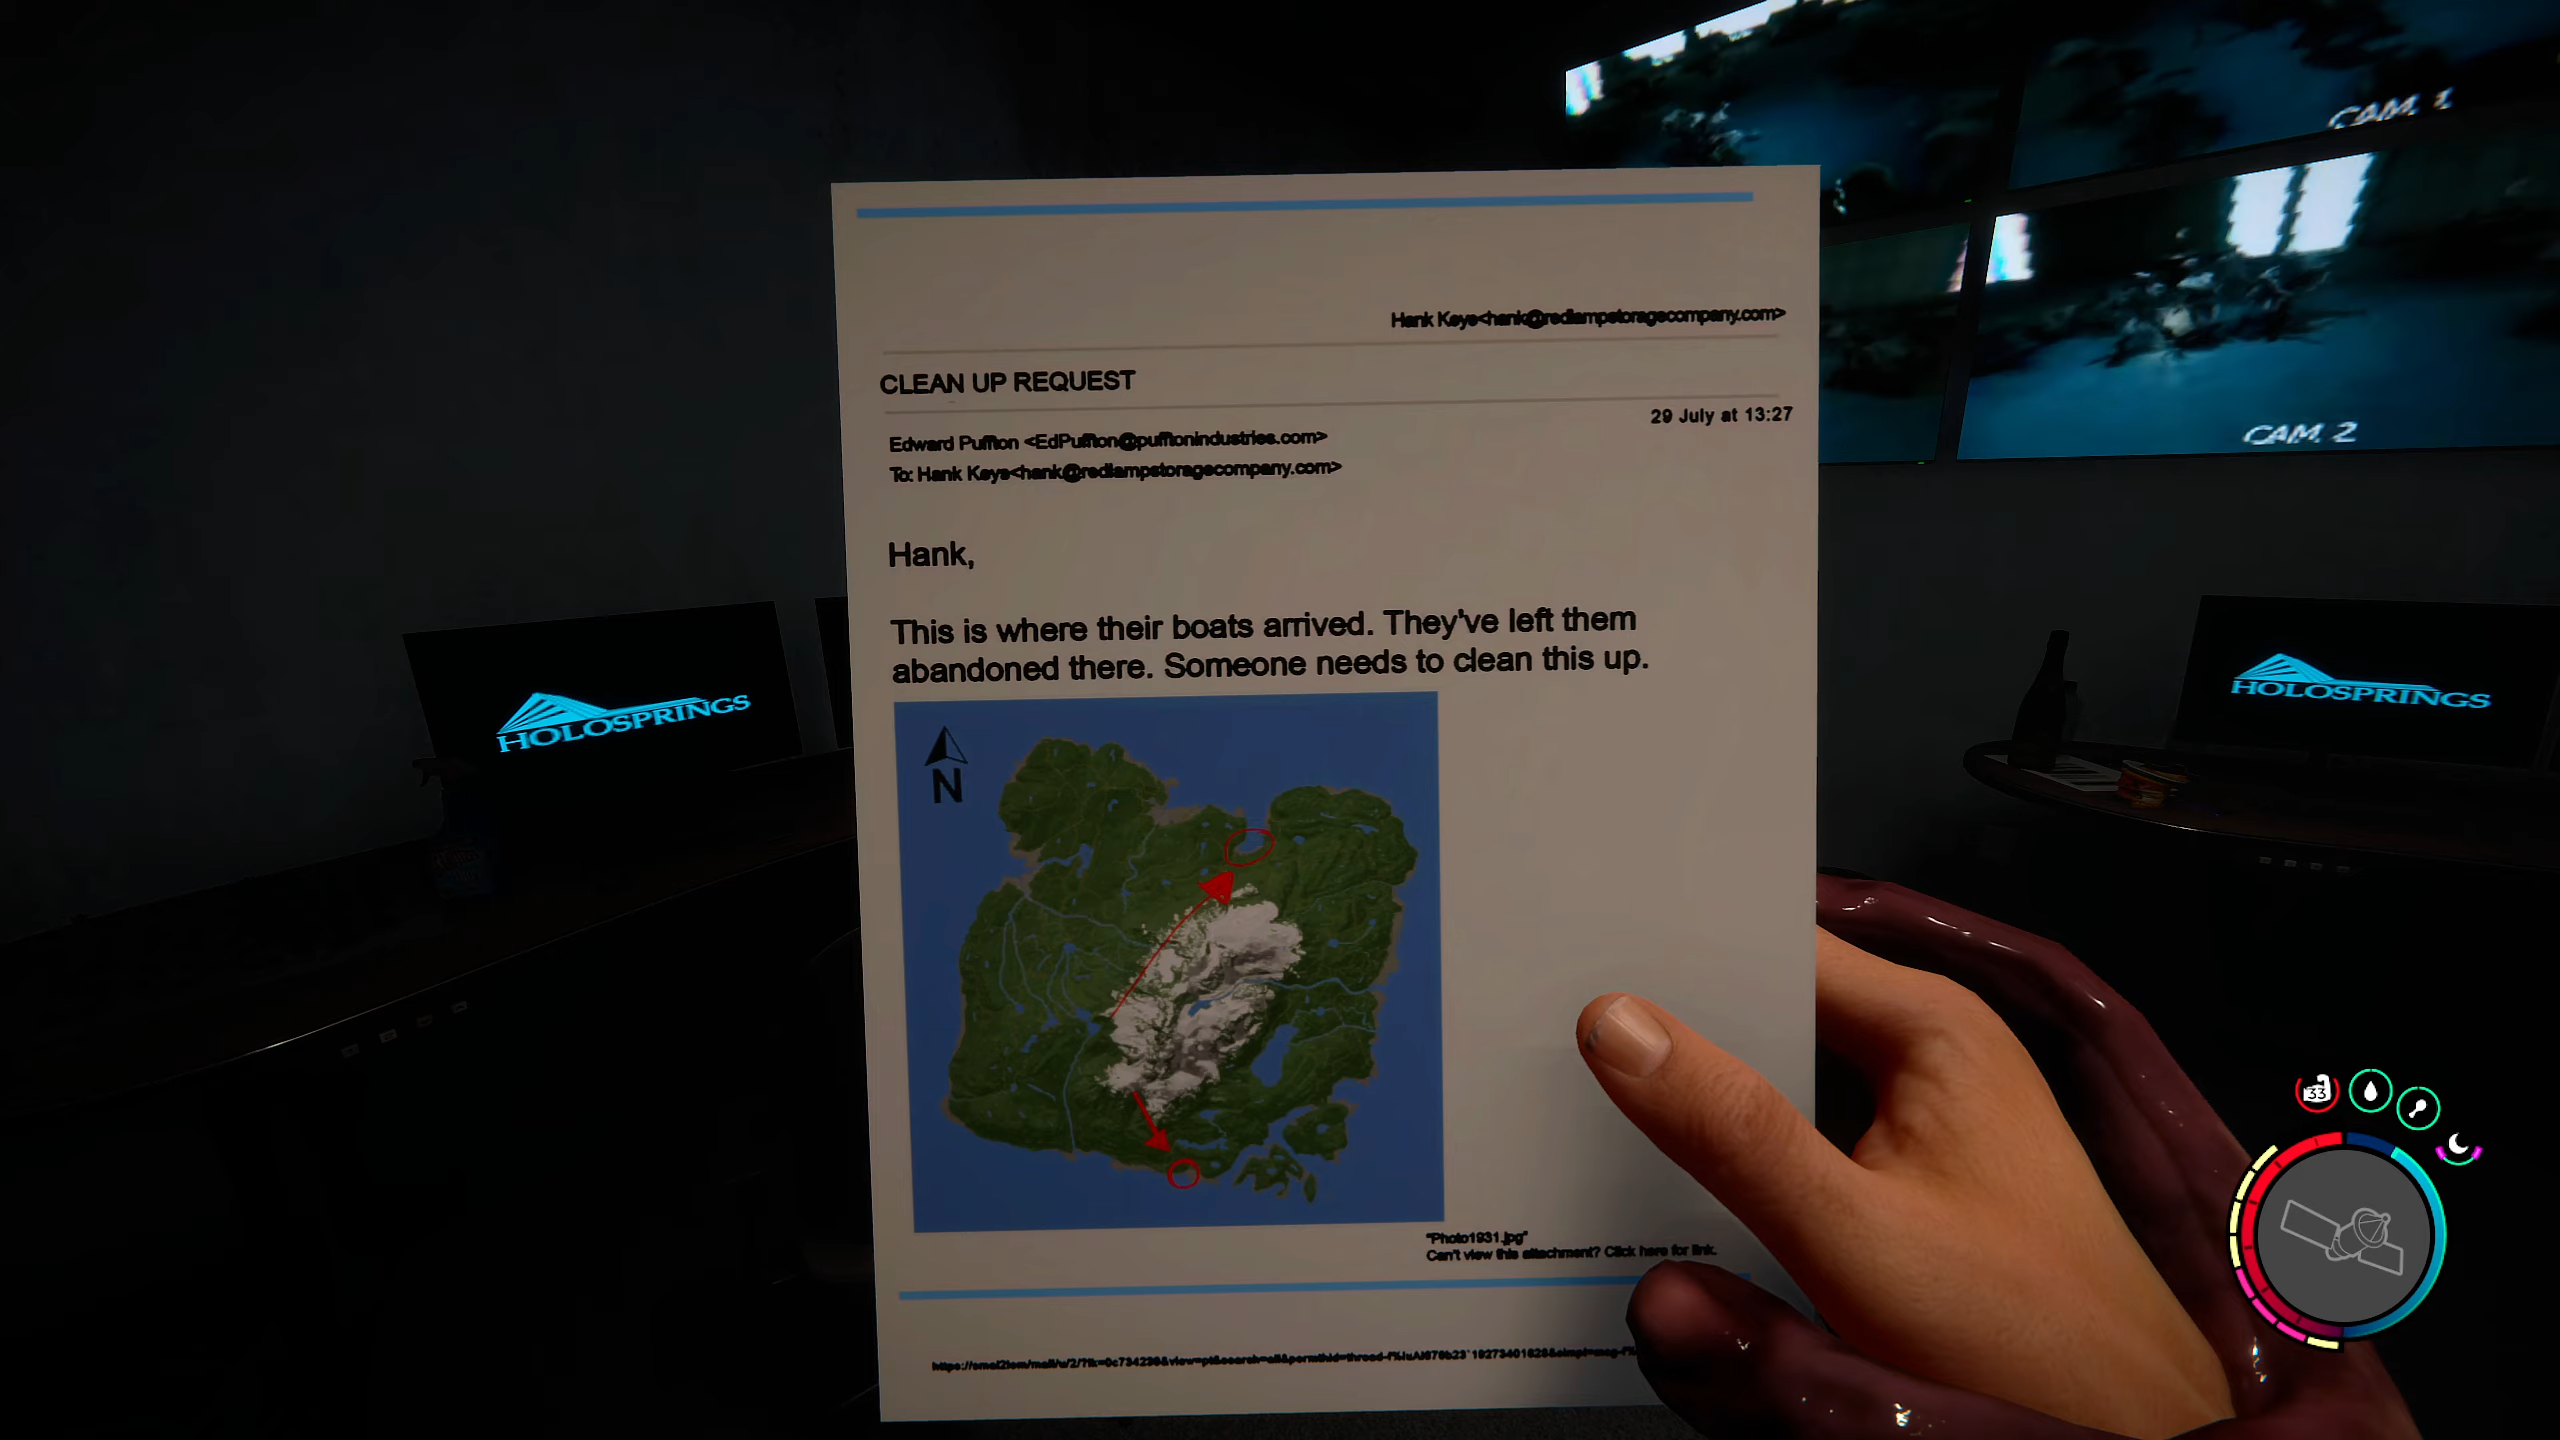 CAM. 1
CAM. 2
Hank Keys<hank@redlampstoragecompany.com>
CLEAN UP REQUEST
29 July at 13:27
Edward Puffton <EdPuffton@pufftonindustries.com>
To: Hank Keys<hank@redlampstoragecompany.com>
Hank,
This is where their boats arrived. They've left them
abandoned there. Someone needs to clean this up.
N
"Photo1931.jpg"
Can't view this attachment? Click here for link.
HOLOSPRINGS
HOLOSPRINGS
33